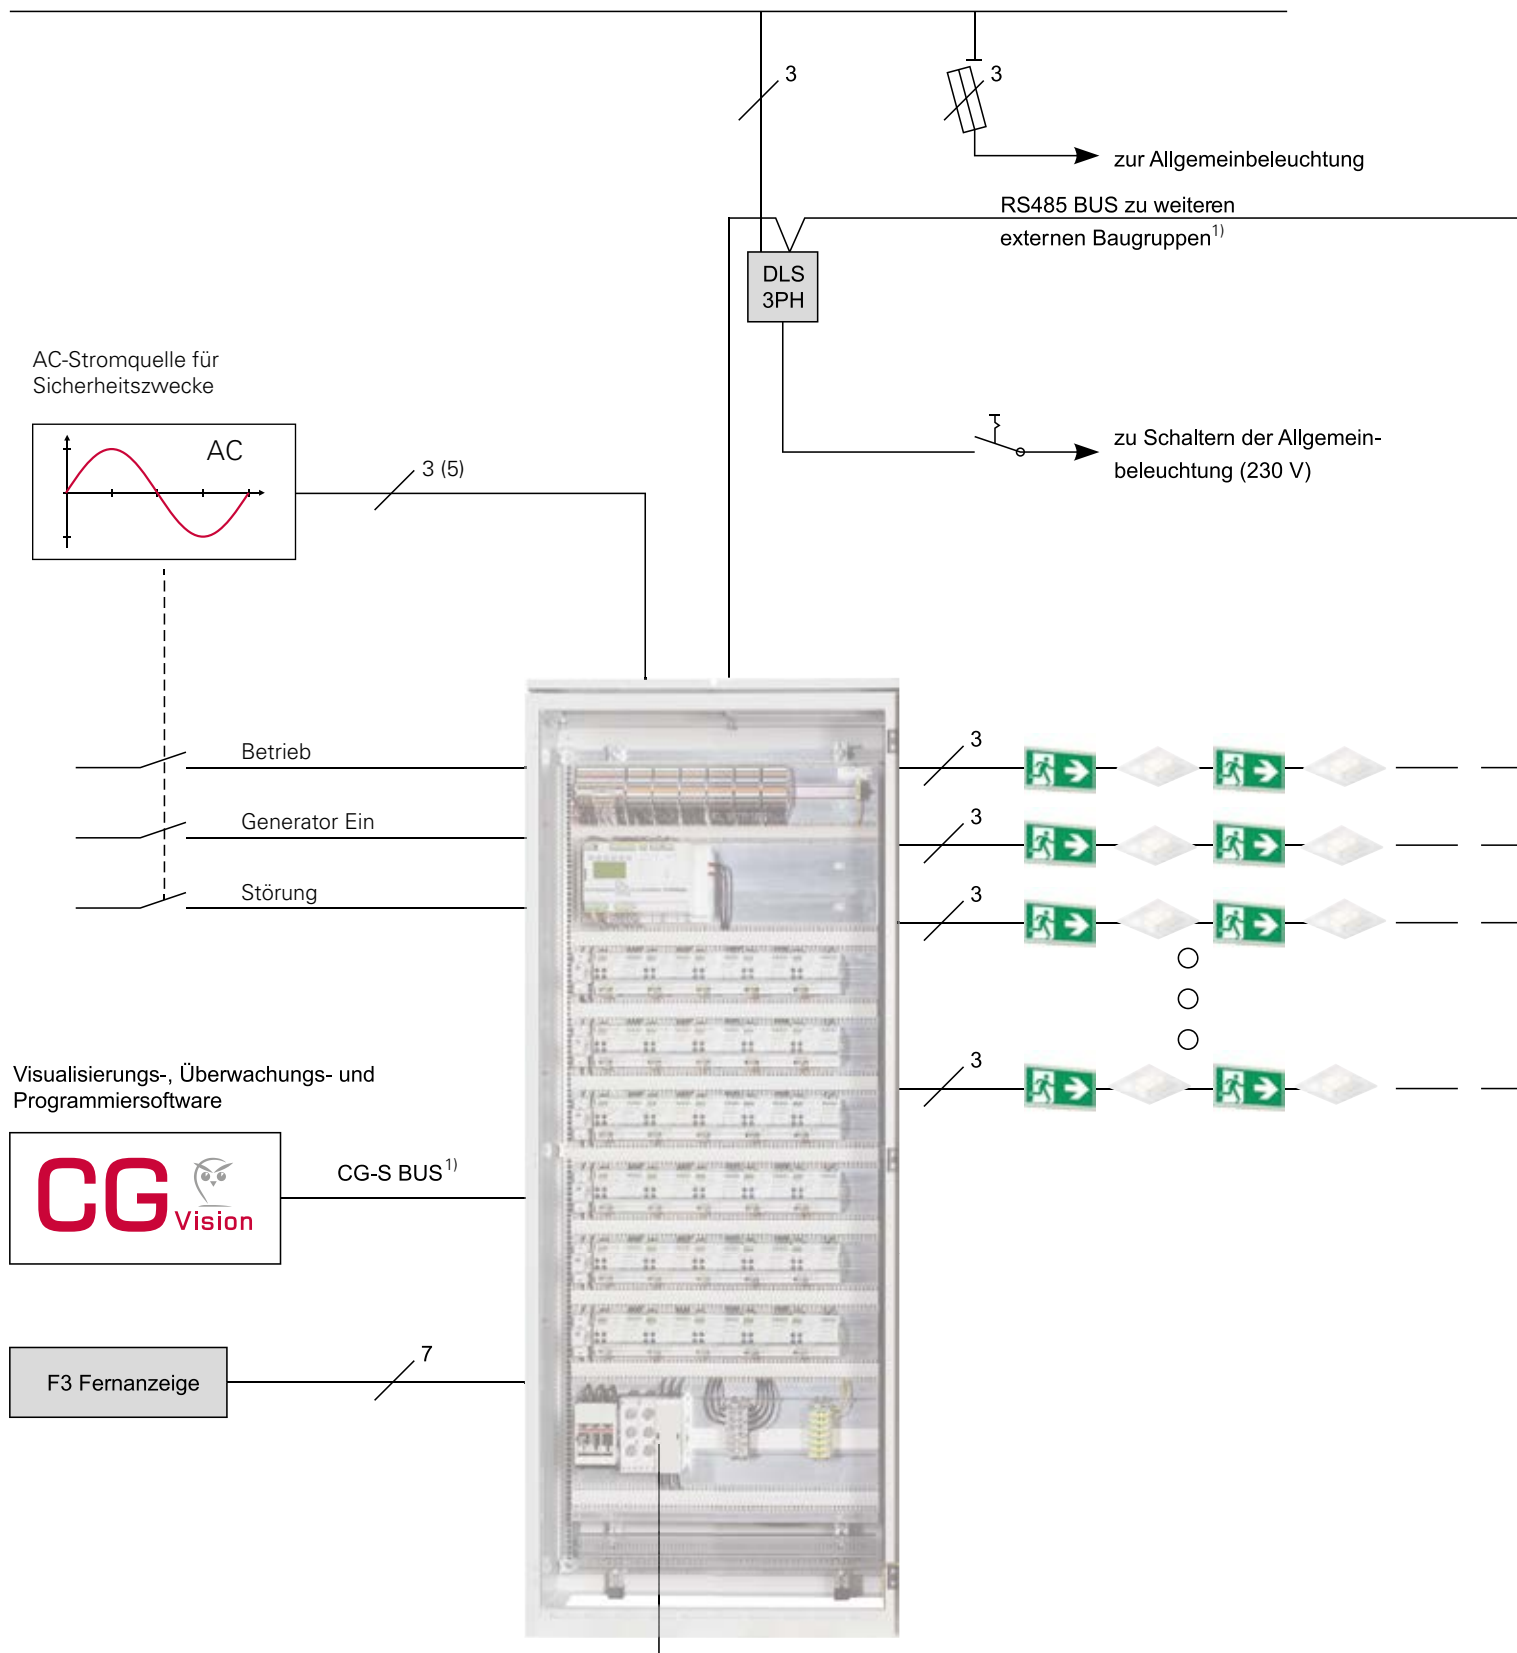 3
3
zur Allgemeinbeleuchtung
RS485 BUS zu weiteren
externen Baugruppen1)
DLS
3PH
AC-Stromquelle für
Sicherheitszwecke
AC
3 (5)
zu Schaltern der Allgemein-
beleuchtung (230 V)
Betrieb
3
Generator Ein
3
Störung
3
3
Visualisierungs-, Überwachungs- und
Programmiersoftware
CG Vision
CG-S BUS1)
F3 Fernanzeige
7